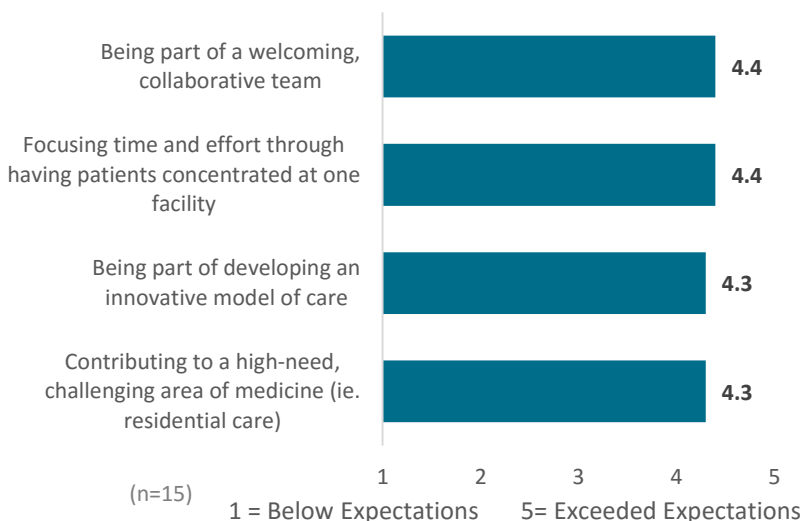 Being part of a welcoming,
collaborative team
4.4
Focusing time and effort through
having patients concentrated at one
facility
4.4
Being part of developing an
innovative model of care
4.3
Contributing to a high-need,
challenging area of medicine (ie.
residential care)
4.3
1 2 3 4 5
(n=15)
1 = Below Expectations 5= Exceeded Expectations